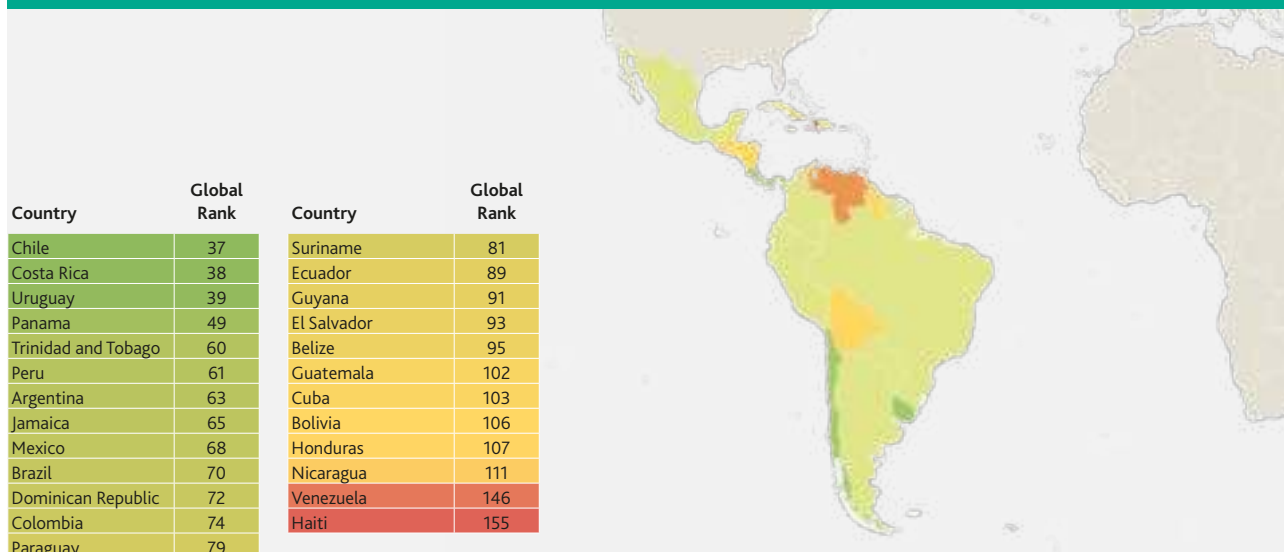 Country Global Rank
Chile 37
Costa Rica 38
Uruguay 39
Panama 49
Trinidad and Tobago 60
Peru 61
Argentina 63
Jamaica 65
Mexico 68
Brazil 70
Dominican Republic 72
Colombia 74
Paraguay 79
Country Global Rank
Suriname 81
Ecuador 89
Guyana 91
El Salvador 93
Belize 95
Guatemala 102
Cuba 103
Bolivia 106
Honduras 107
Nicaragua 111
Venezuela 146
Haiti 155